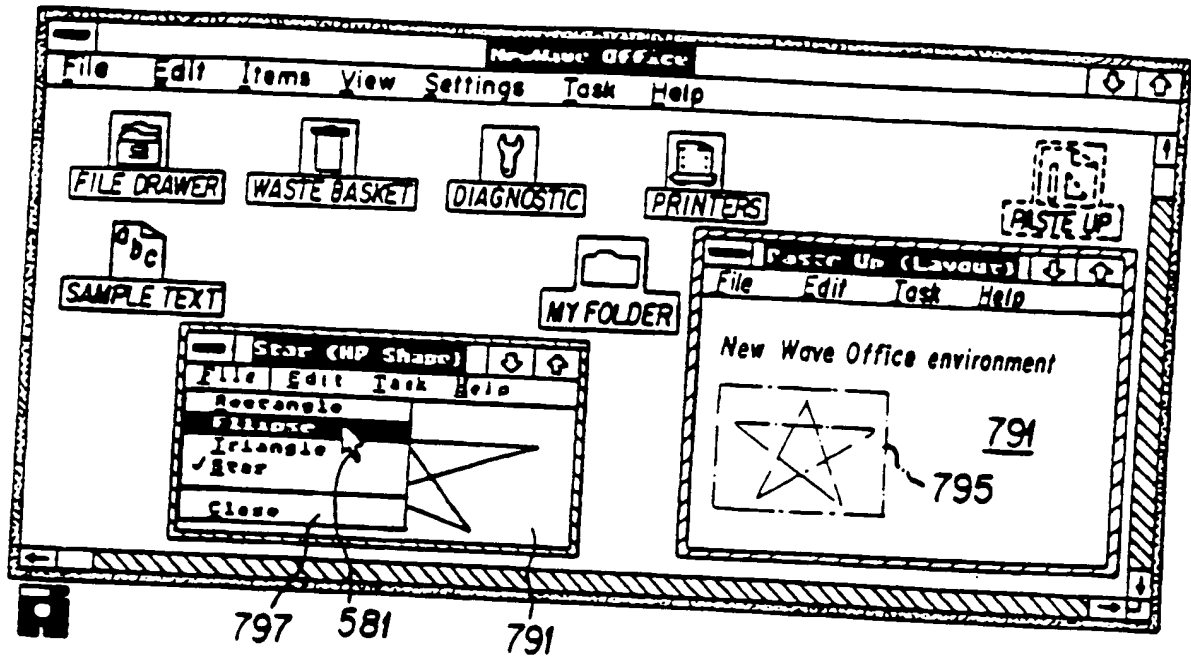 NewWave Office
File Edit Items View Settings Task Help
FILE DRAWER WASTE BASKET DIAGNOSTIC PRINTERS PASTE UP
abc
SAMPLE TEXT MY FOLDER
Paste Up (Layout)
File Edit Task Help
New Wave Office environment
791
795
Star (HP Shape)
File Edit Task Help
Rectangle
Ellipse
Triangle
✓Star
Close
797 581 791